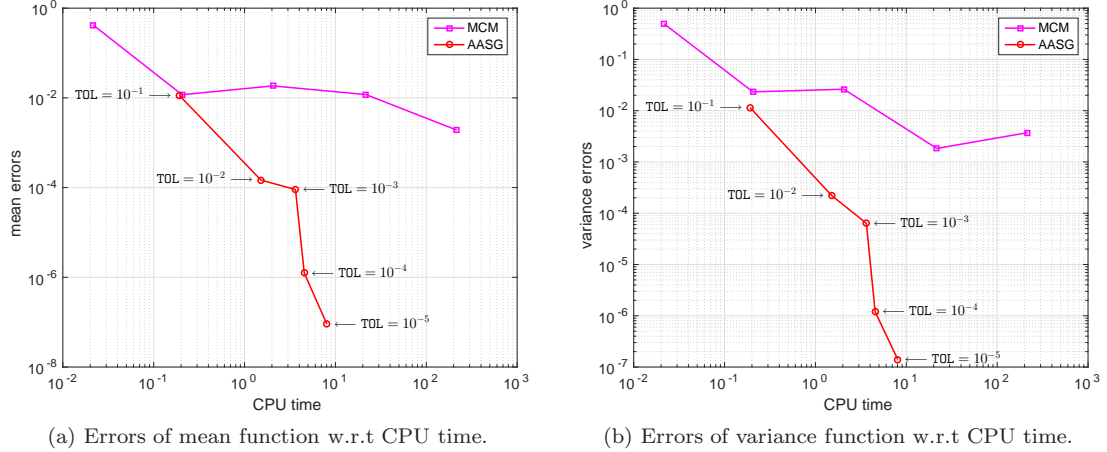 10^0
10^-2
10^-4
10^-6
10^-8
mean errors
10^-2
10^-1
10^0
10^1
10^2
10^3
CPU time
MCM
AASG
TOL = 10^-1
TOL = 10^-2
TOL = 10^-3
TOL = 10^-4
TOL = 10^-5
(a) Errors of mean function w.r.t CPU time.
10^0
10^-1
10^-2
10^-3
10^-4
10^-5
10^-6
10^-7
variance errors
10^-2
10^-1
10^0
10^1
10^2
10^3
CPU time
MCM
AASG
TOL = 10^-1
TOL = 10^-2
TOL = 10^-3
TOL = 10^-4
TOL = 10^-5
(b) Errors of variance function w.r.t CPU time.